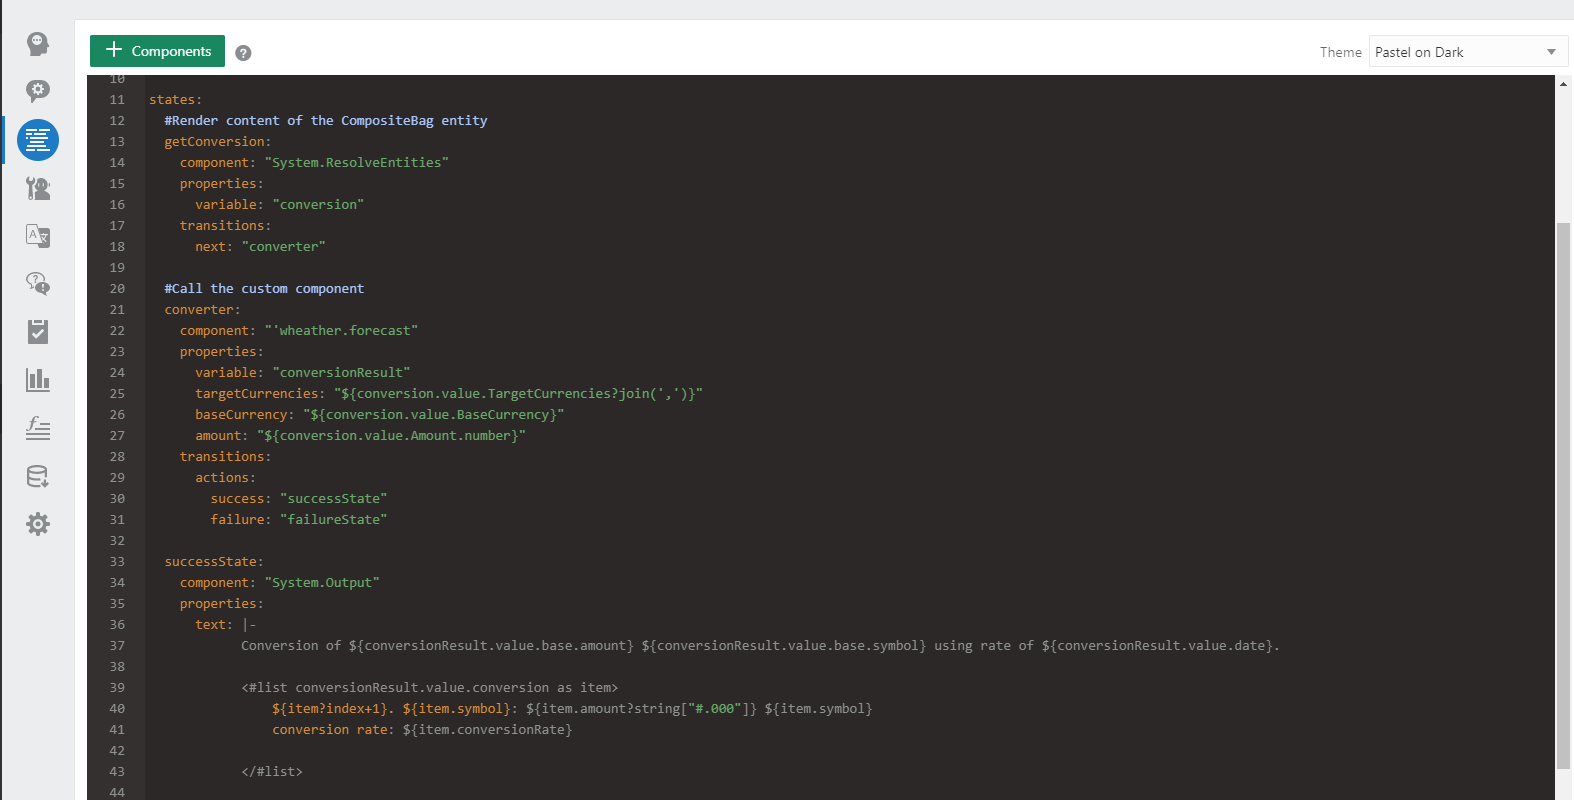 + Components ?
Theme Pastel on Dark
10
11 states:
12   #Render content of the CompositeBag entity
13   getConversion:
14     component: "System.ResolveEntities"
15     properties:
16       variable: "conversion"
17     transitions:
18       next: "converter"
19
20   #Call the custom component
21   converter:
22     component: "'wheather.forecast"
23     properties:
24       variable: "conversionResult"
25       targetCurrencies: "${conversion.value.TargetCurrencies?join(',')}"
26       baseCurrency: "${conversion.value.BaseCurrency}"
27       amount: "${conversion.value.Amount.number}"
28     transitions:
29       actions:
30         success: "successState"
31         failure: "failureState"
32
33   successState:
34     component: "System.Output"
35     properties:
36       text: |-
37             Conversion of ${conversionResult.value.base.amount} ${conversionResult.value.base.symbol} using rate of ${conversionResult.value.date}.
38
39             <#list conversionResult.value.conversion as item>
40                 ${item?index+1}. ${item.symbol}: ${item.amount?string["#.000"]} ${item.symbol}
41                 conversion rate: ${item.conversionRate}
42
43             </#list>
44